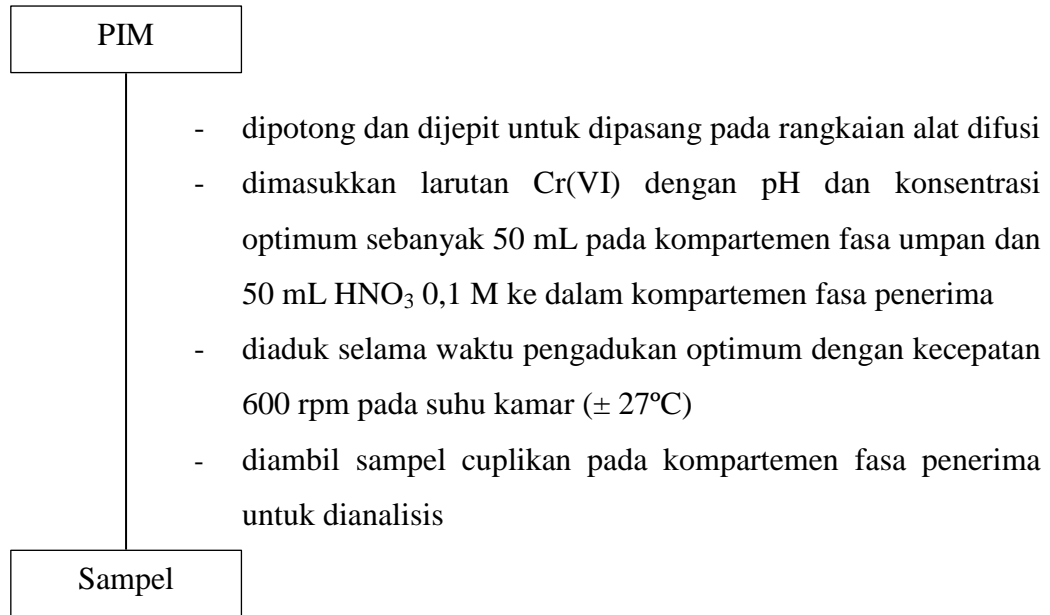 PIM
- dipotong dan dijepit untuk dipasang pada rangkaian alat difusi
- dimasukkan larutan Cr(VI) dengan pH dan konsentrasi
optimum sebanyak 50 mL pada kompartemen fasa umpan dan
50 mL HNO₃ 0,1 M ke dalam kompartemen fasa penerima
- diaduk selama waktu pengadukan optimum dengan kecepatan
600 rpm pada suhu kamar (± 27ºC)
- diambil sampel cuplikan pada kompartemen fasa penerima
untuk dianalisis
Sampel